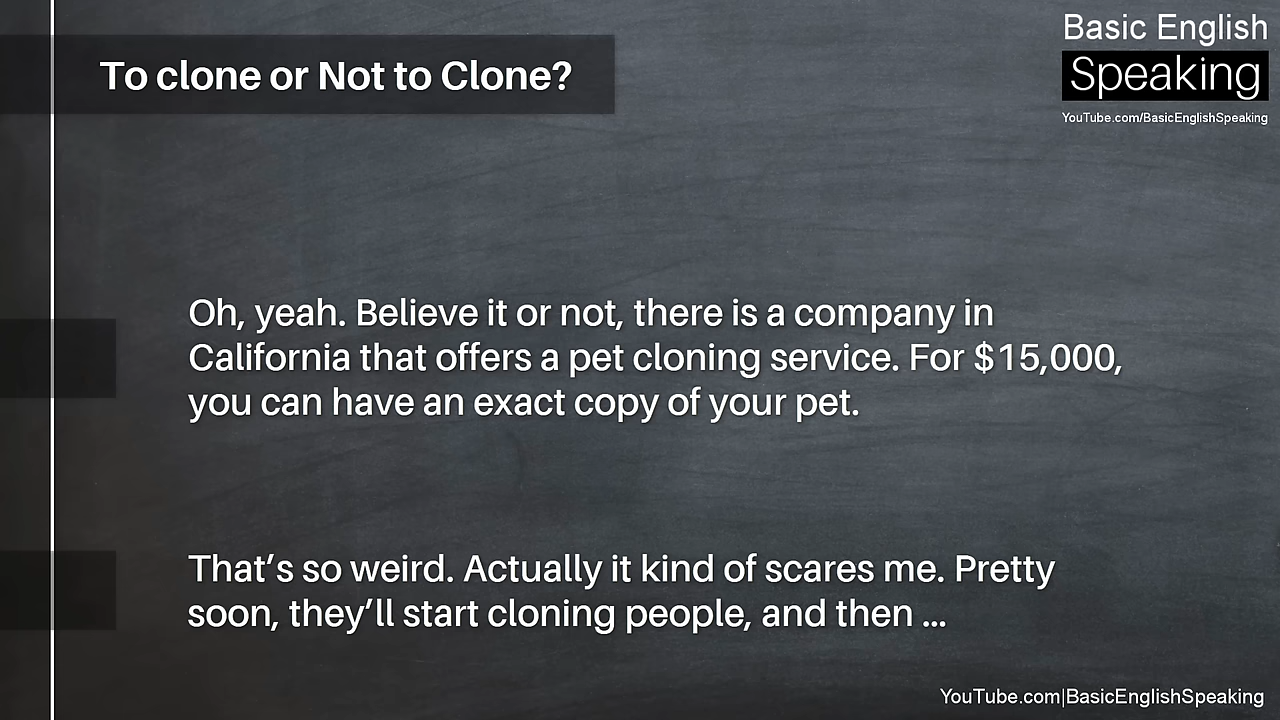 Basic English
To clone or Not to Clone?
Speaking
YouTube.com/BasicEnglishSpeaking
Oh, yeah. Believe it or not, there is a company in
California that offers a pet cloning service. For $15,000,
you can have an exact copy of your pet.
That’s so weird. Actually it kind of scares me. Pretty
soon, they’ll start cloning people, and then ...
YouTube.com|BasicEnglishSpeaking